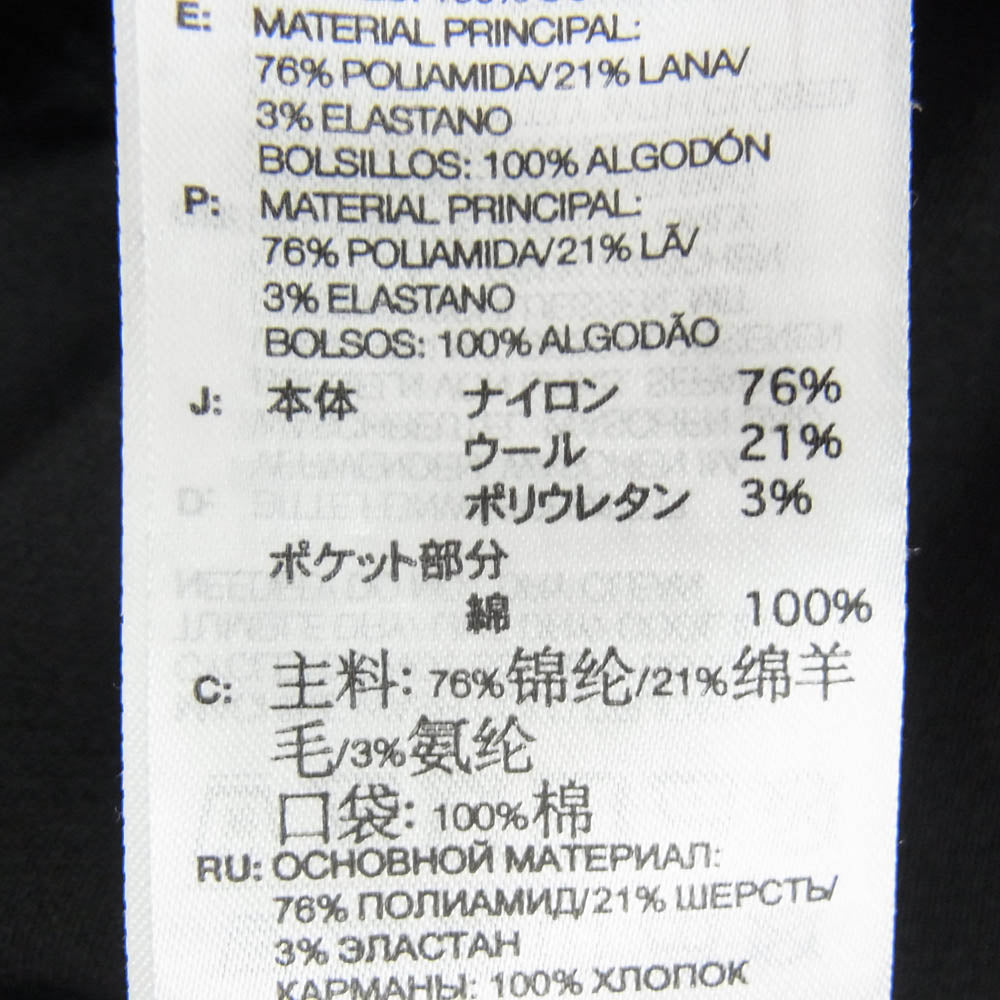 E: MATERIAL PRINCIPAL:
76% POLIAMIDA/21% LANA/
3% ELASTANO
BOLSILLOS: 100% ALGODÓN
P: MATERIAL PRINCIPAL:
76% POLIAMIDA/21% LÃ/
3% ELASTANO
BOLSOS: 100% ALGODÃO
J: 本体 ナイロン 76%
ウール 21%
ポリウレタン 3%
ポケット部分
綿 100%
C: 主料: 76%锦纶/21%绵羊
毛/3%氨纶
口袋: 100%棉
RU: ОСНОВНОЙ МАТЕРИАЛ:
76% ПОЛИАМИД/21% ШЕРСТЬ/
3% ЭЛАСТАН
КАРМАНЫ: 100% ХЛОПОК